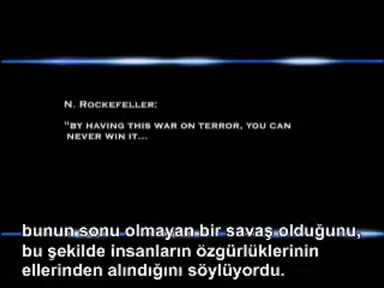 N. ROCKEFELLER:
"BY HAVING THIS WAR ON TERROR, YOU CAN
NEVER WIN IT...
bunun sonu olmayan bir savaş olduğunu,
bu şekilde insanların özgürlüklerinin
ellerinden alındığını söylüyordu.